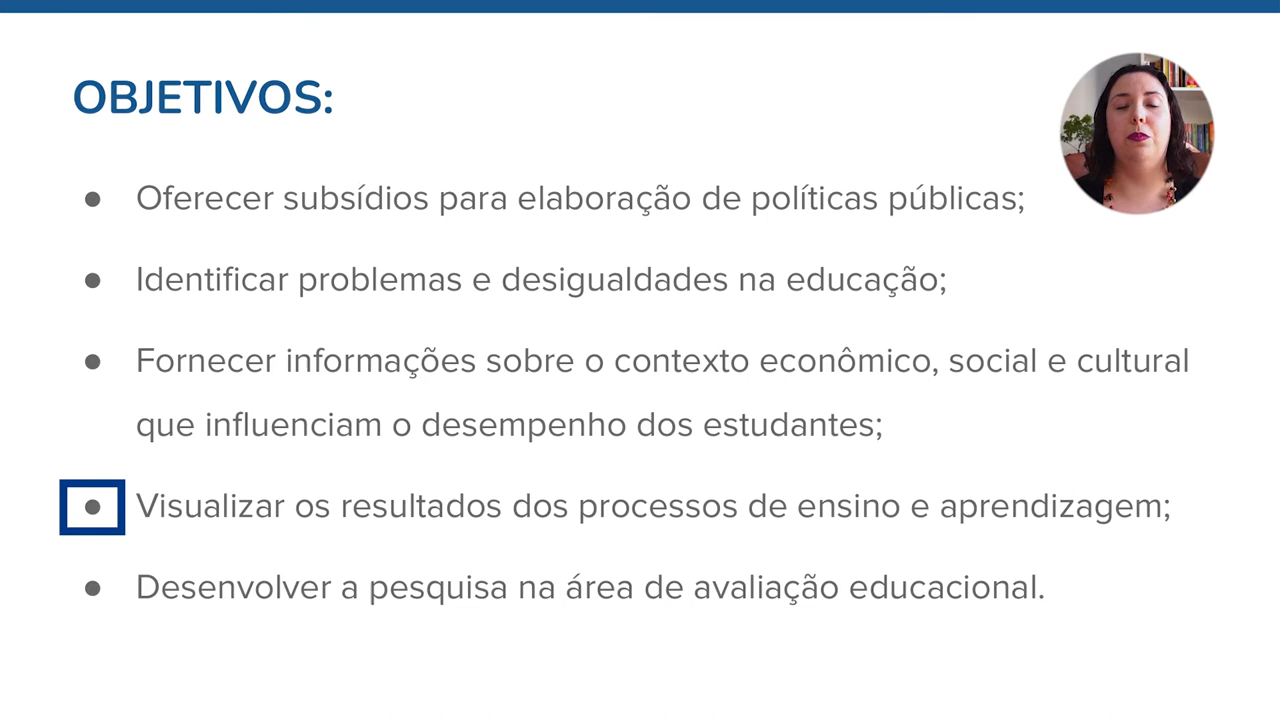 OBJETIVOS:
● Oferecer subsídios para elaboração de políticas públicas;
● Identificar problemas e desigualdades na educação;
● Fornecer informações sobre o contexto econômico, social e cultural
que influenciam o desempenho dos estudantes;
● Visualizar os resultados dos processos de ensino e aprendizagem;
● Desenvolver a pesquisa na área de avaliação educacional.